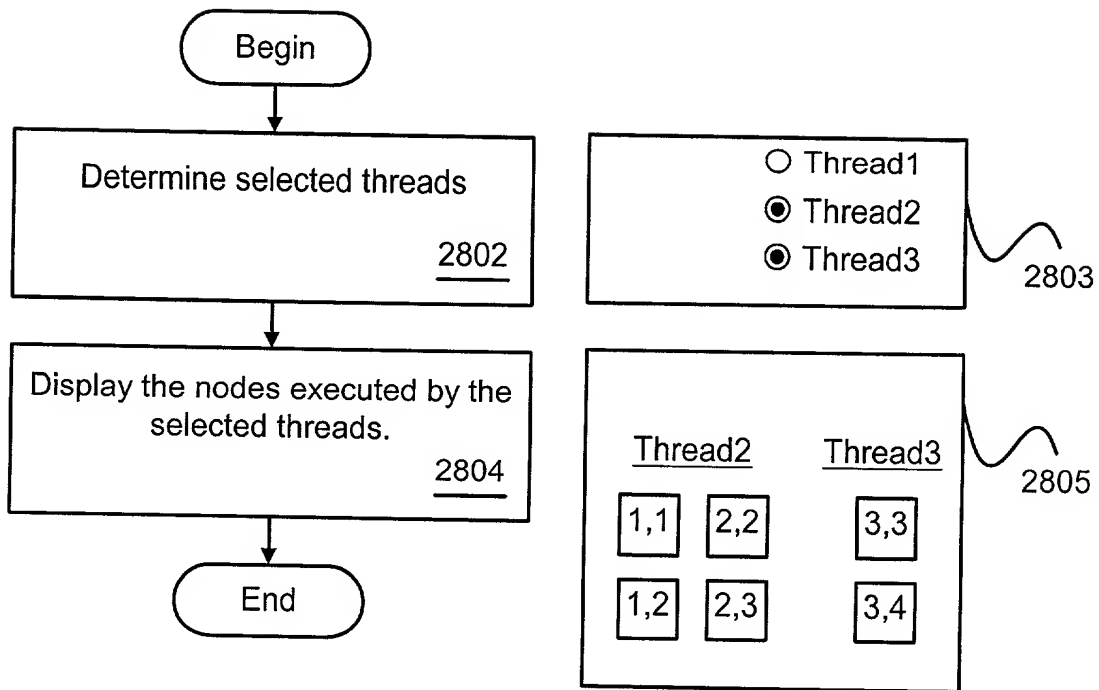 Begin
Determine selected threads
2802
Display the nodes executed by the
selected threads.
2804
End
Thread1
Thread2
Thread3
2803
Thread2 Thread3
1,1 2,2 3,3
1,2 2,3 3,4
2805